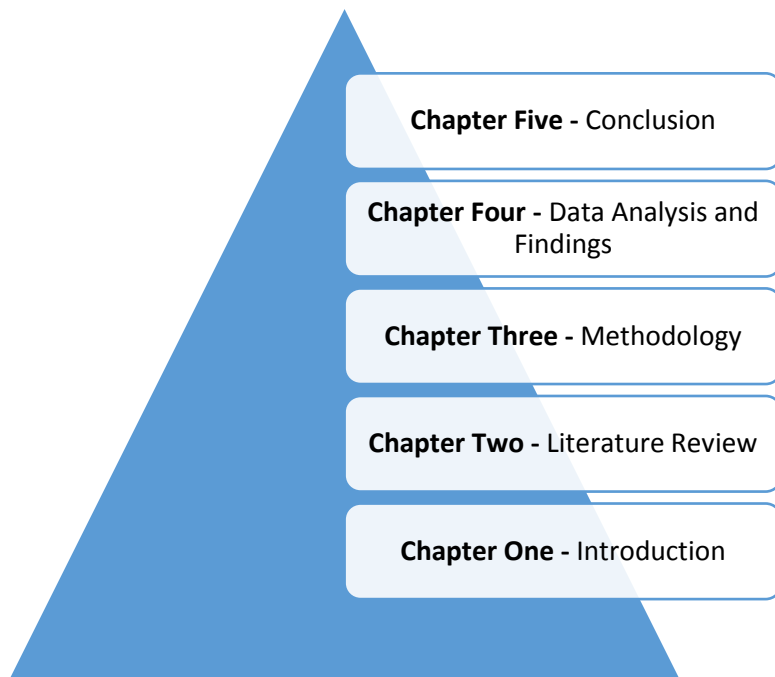 Chapter Five - Conclusion
Chapter Four - Data Analysis and
Findings
Chapter Three - Methodology
Chapter Two - Literature Review
Chapter One - Introduction